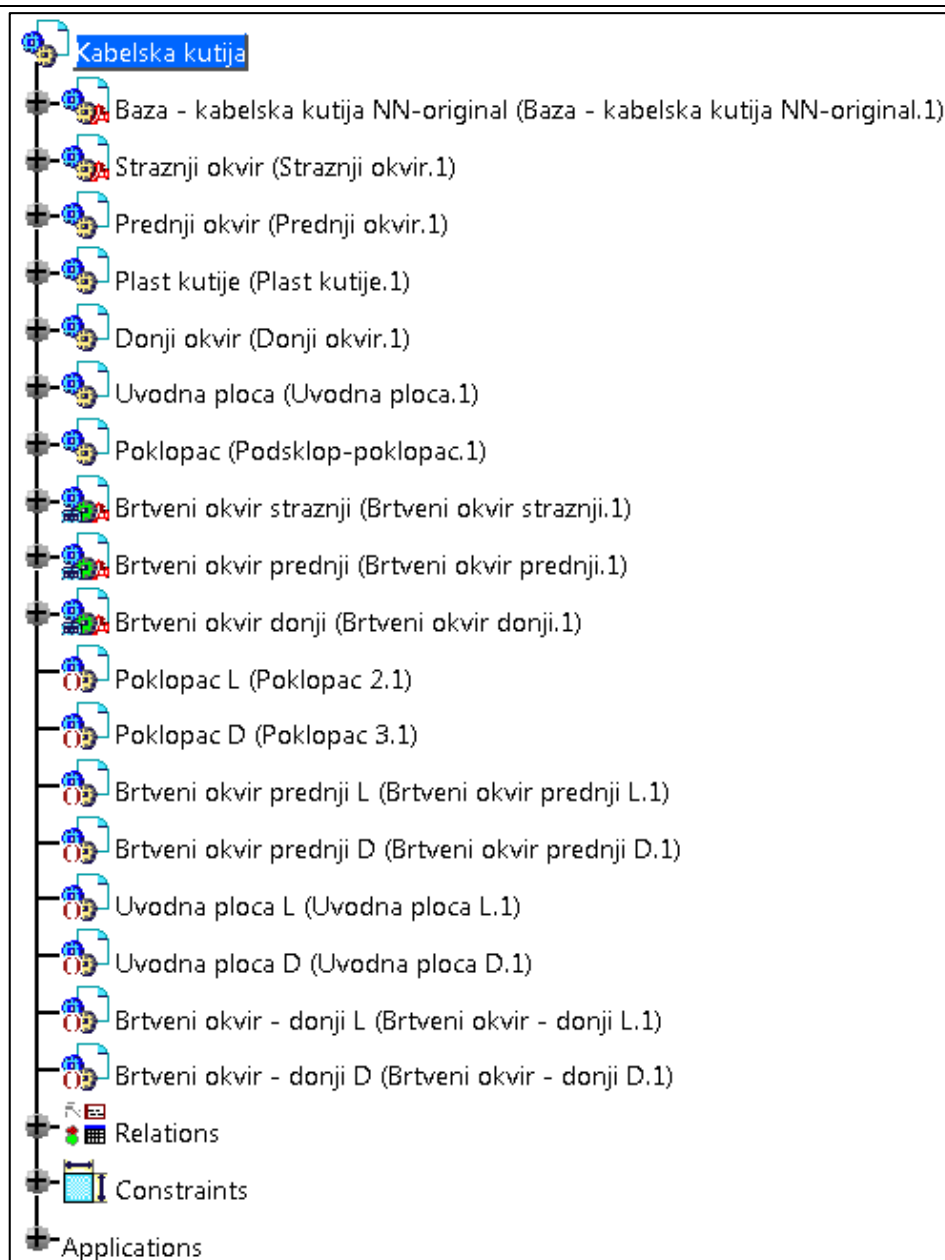 Kabelska kutija
Baza - kabelska kutija NN-original (Baza - kabelska kutija NN-original.1)
Straznji okvir (Straznji okvir.1)
Prednji okvir (Prednji okvir.1)
Plast kutije (Plast kutije.1)
Donji okvir (Donji okvir.1)
Uvodna ploca (Uvodna ploca.1)
Poklopac (Podsklop-poklopac.1)
Brtveni okvir straznji (Brtveni okvir straznji.1)
Brtveni okvir prednji (Brtveni okvir prednji.1)
Brtveni okvir donji (Brtveni okvir donji.1)
Poklopac L (Poklopac 2.1)
Poklopac D (Poklopac 3.1)
Brtveni okvir prednji L (Brtveni okvir prednji L.1)
Brtveni okvir prednji D (Brtveni okvir prednji D.1)
Uvodna ploca L (Uvodna ploca L.1)
Uvodna ploca D (Uvodna ploca D.1)
Brtveni okvir - donji L (Brtveni okvir - donji L.1)
Brtveni okvir - donji D (Brtveni okvir - donji D.1)
Relations
Constraints
Applications